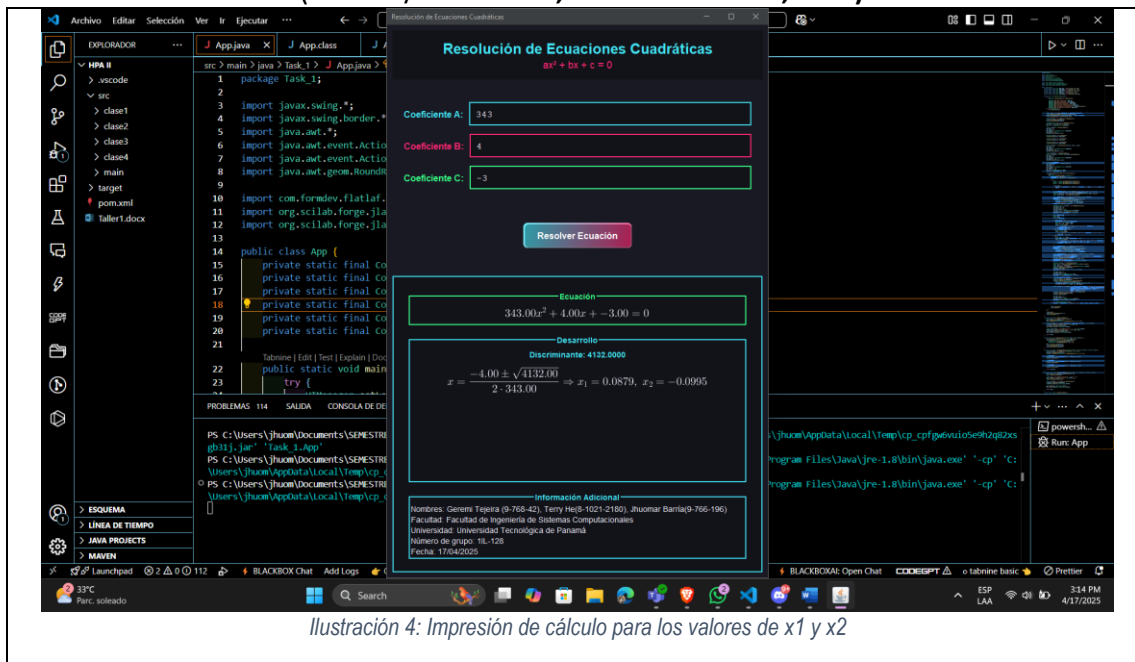 Archivo Editar Selección Ver Ir Ejecutar ···
Resolución de Ecuaciones Cuadráticas
EXPLORADOR ···
HPA II
.vscode
src
clase1
clase2
clase3
clase4
main
target
pom.xml
Taller1.docx
ESQUEMA
LÍNEA DE TIEMPO
JAVA PROJECTS
MAVEN
App.java X App.class
src > main > java > Task_1 > App.java >
1 package Task_1;
2
3 import javax.swing.*;
4 import javax.swing.border.*
5 import java.awt.*;
6 import java.awt.event.Actio
7 import java.awt.event.Actio
8 import java.awt.geom.RoundR
9
10 import com.formdev.flatlaf.
11 import org.scilab.forge.jla
12 import org.scilab.forge.jla
13
14 public class App {
15 private static final Co
16 private static final Co
17 private static final Co
18 private static final Co
19 private static final Co
20 private static final Co
21
Tabnine | Edit | Test | Explain | Doc
22 public static void main
23 try {
Resolución de Ecuaciones Cuadráticas
ax² + bx + c = 0
Coeficiente A: 343
Coeficiente B: 4
Coeficiente C: -3
Resolver Ecuación
Ecuación
343.00x² + 4.00x + −3.00 = 0
Desarrollo
Discriminante: 4132.0000
x = (−4.00 ± √4132.00) / (2 · 343.00) ⇒ x₁ = 0.0879, x₂ = −0.0995
Información Adicional
Nombres: Geremi Tejeira (9-768-42), Terry He(8-1021-2180), Jhuomar Barría(9-766-196)
Facultad: Facultad de Ingeniería de Sistemas Computacionales
Universidad: Universidad Tecnológica de Panamá
Número de grupo: 1IL-128
Fecha: 17/04/2025
PROBLEMAS 114 SALIDA CONSOLA DE DE
PS C:\Users\jhuom\Documents\SEMESTRE
\jhuom\AppData\Local\Temp\cp_cpfgw6vuio5e9h2q82xs
gb31j.jar' 'Task_1.App'
PS C:\Users\jhuom\Documents\SEMESTRE
Program Files\Java\jre-1.8\bin\java.exe' '-cp' 'C:
\Users\jhuom\AppData\Local\Temp\cp_c
PS C:\Users\jhuom\Documents\SEMESTRE
Program Files\Java\jre-1.8\bin\java.exe' '-cp' 'C:
\Users\jhuom\AppData\Local\Temp\cp_c
powersh...
Run: App
Launchpad 2 0 112 BLACKBOX Chat Add Logs
BLACKBOXAI: Open Chat CODEGPT tabnine basic Prettier
33°C
Parc. soleado
Search
ESP
LAA
3:14 PM
4/17/2025
Ilustración 4: Impresión de cálculo para los valores de x1 y x2